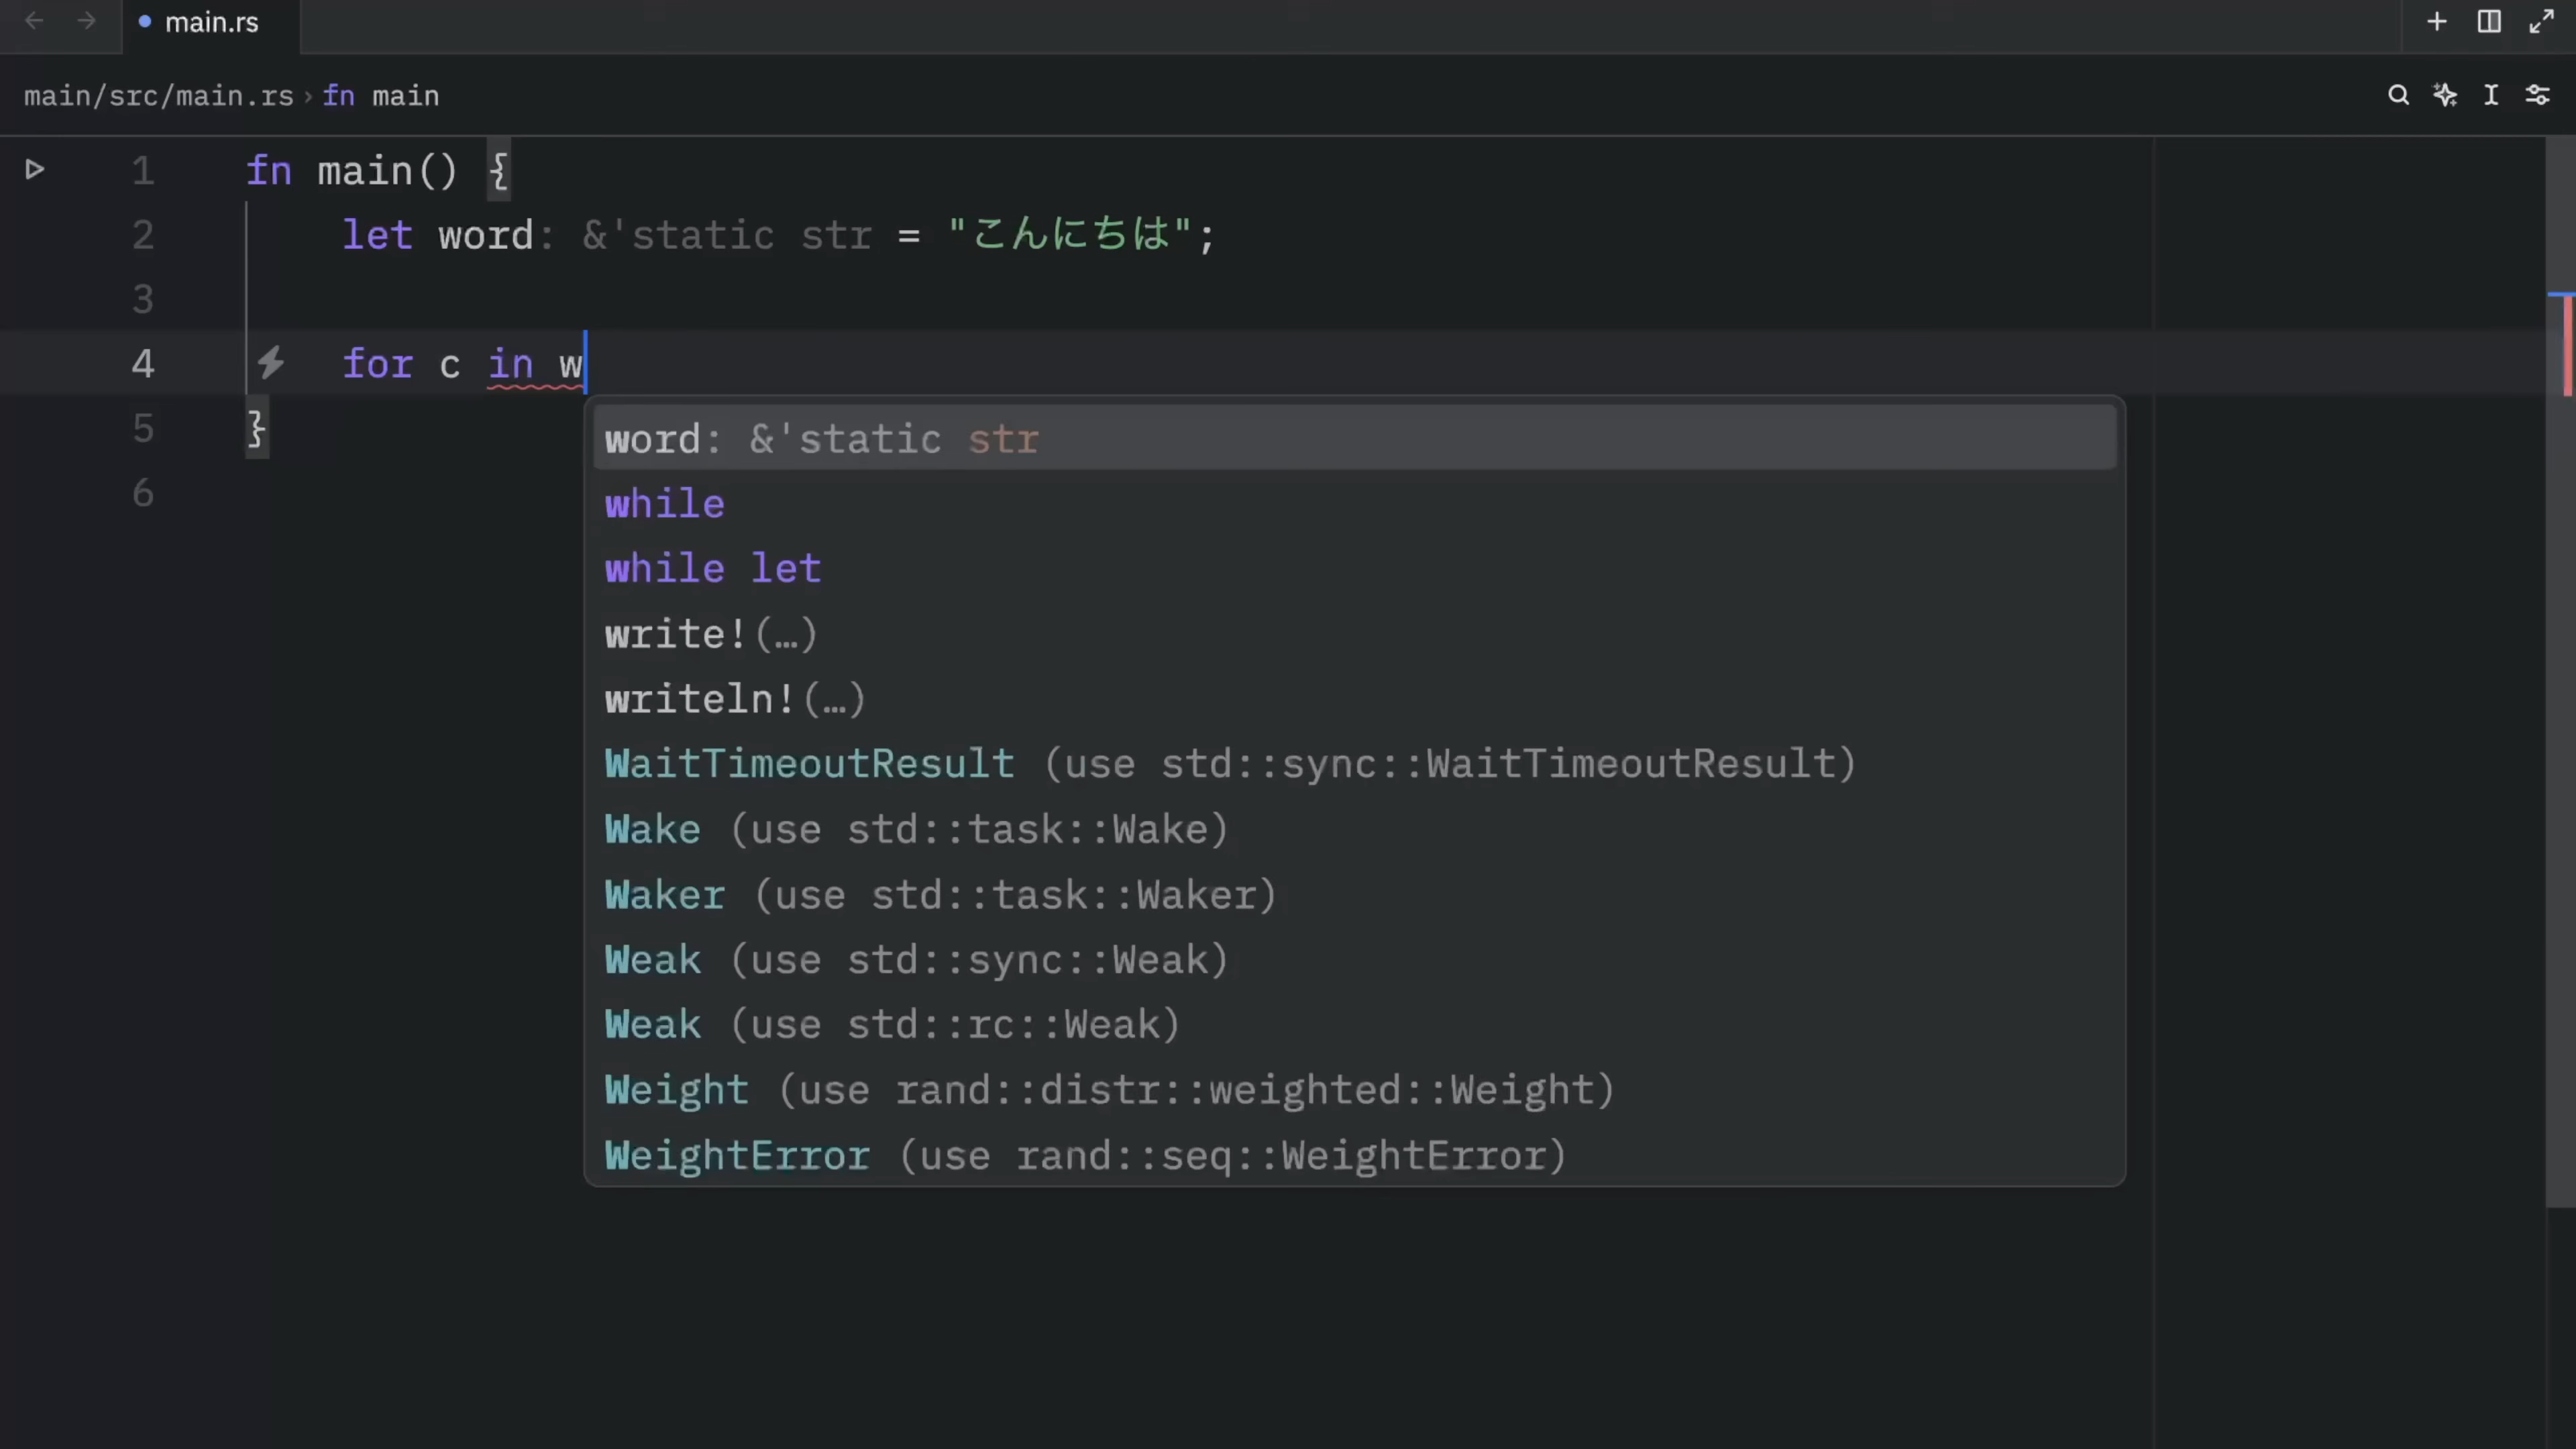 main.rs
main/src/main.rs › fn main
1 fn main() {
2 let word: &'static str = "こんにちは";
3
4 for c in w
5 }
6
word: &'static str
while
while let
write!(…)
writeln!(…)
WaitTimeoutResult (use std::sync::WaitTimeoutResult)
Wake (use std::task::Wake)
Waker (use std::task::Waker)
Weak (use std::sync::Weak)
Weak (use std::rc::Weak)
Weight (use rand::distr::weighted::Weight)
WeightError (use rand::seq::WeightError)